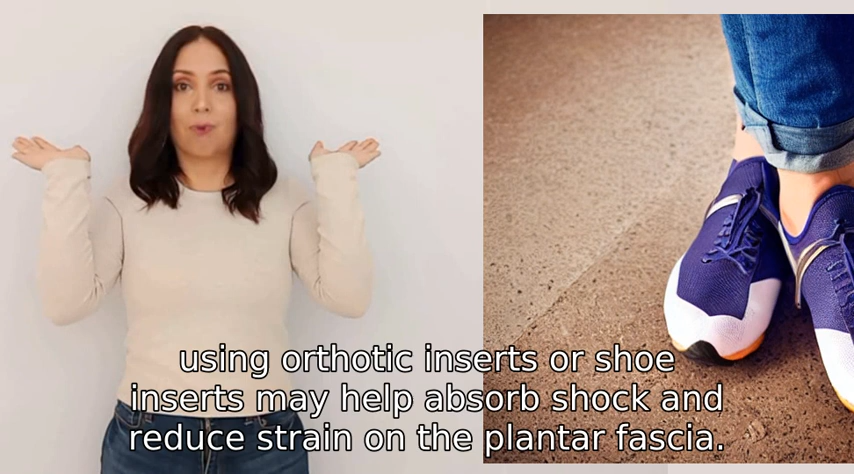 using orthotic inserts or shoe
inserts may help absorb shock and
reduce strain on the plantar fascia.